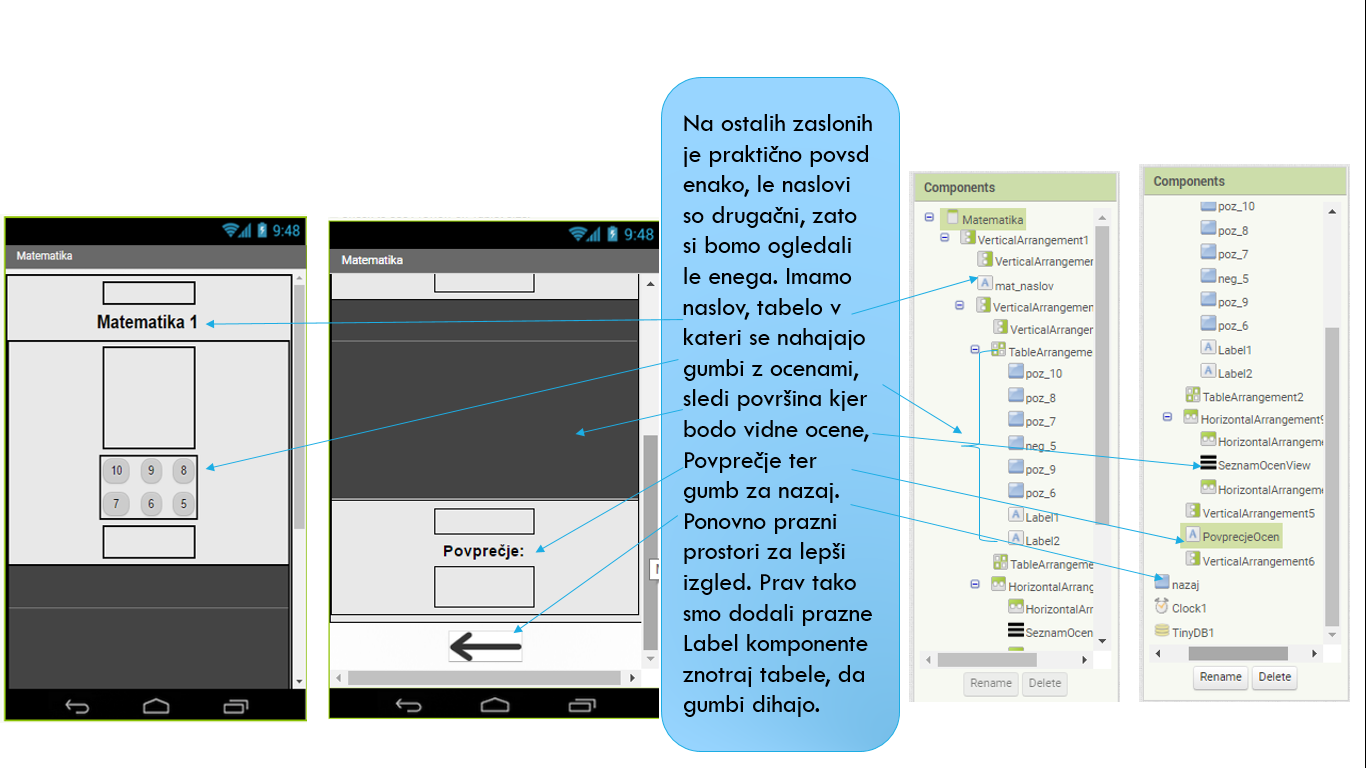 9:48
Matematika
Matematika 1
10 9 8
7 6 5
9:48
Matematika
Povprečje:
Na ostalih zaslonih
je praktično povsd
enako, le naslovi
so drugačni, zato
si bomo ogledali
le enega. Imamo
naslov, tabelo v
kateri se nahajajo
gumbi z ocenami,
sledi površina kjer
bodo vidne ocene,
Povprečje ter
gumb za nazaj.
Ponovno prazni
prostori za lepši
izgled. Prav tako
smo dodali prazne
Label komponente
znotraj tabele, da
gumbi dihajo.
Components
Matematika
VerticalArrangement1
VerticalArrangemer
mat_naslov
VerticalArrangemen
VerticalArranger
TableArrangeme
poz_10
poz_8
poz_7
neg_5
poz_9
poz_6
Label1
Label2
TableArrangeme
HorizontalArrang
HorizontalArr
SeznamOcen
Rename Delete
Components
poz_10
poz_8
poz_7
neg_5
poz_9
poz_6
Label1
Label2
TableArrangement2
HorizontalArrangement9
HorizontalArrangem
SeznamOcenView
HorizontalArrangem
VerticalArrangement5
PovprecjeOcen
VerticalArrangement6
nazaj
Clock1
TinyDB1
Rename Delete